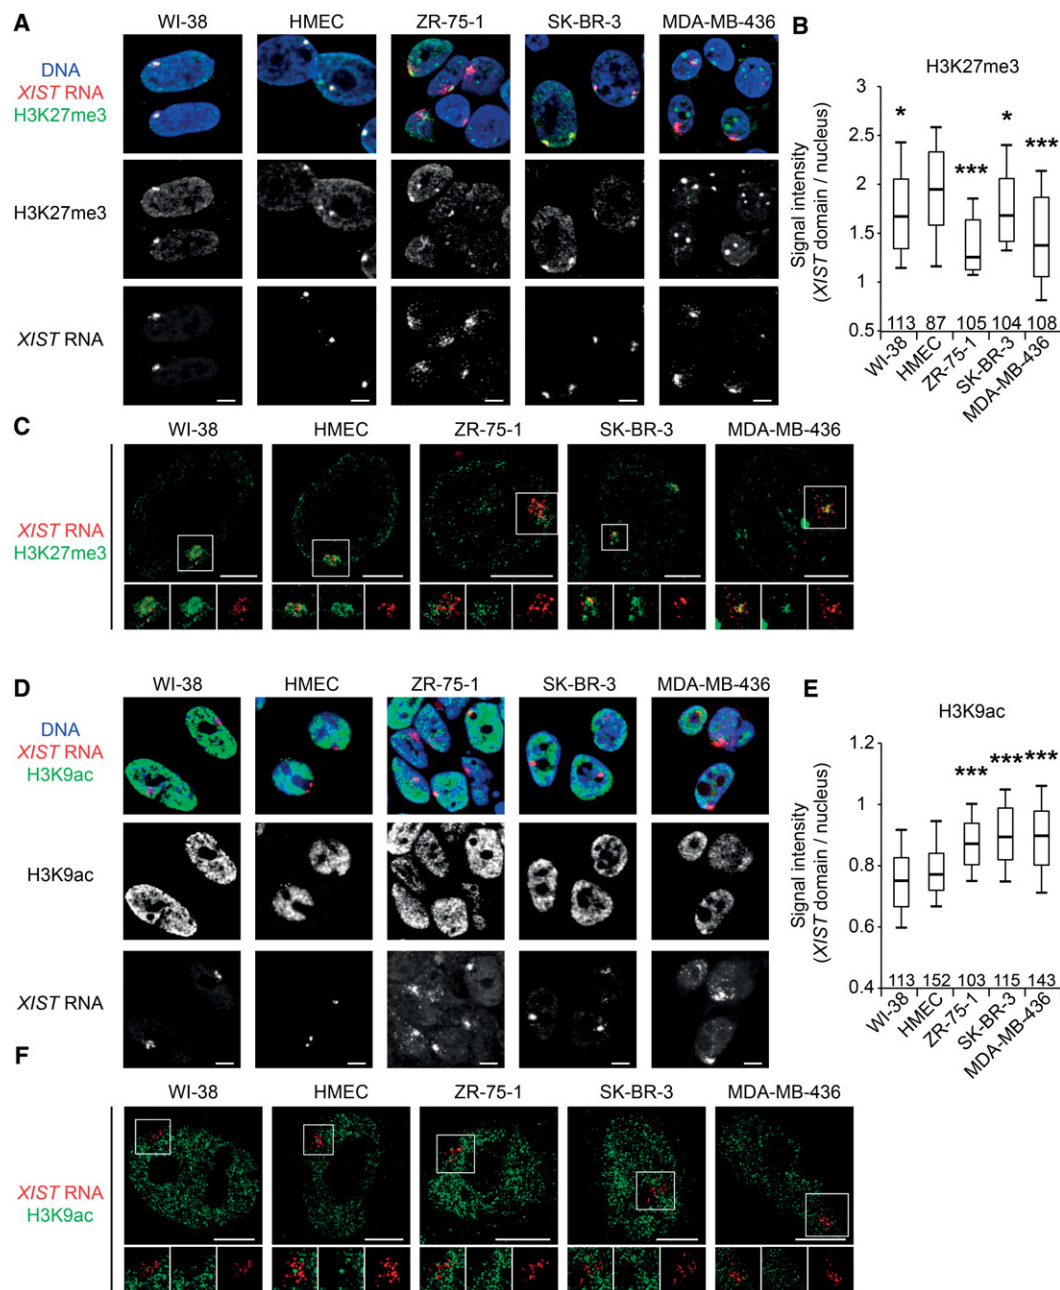 A
WI-38 HMEC ZR-75-1 SK-BR-3 MDA-MB-436
DNA
XIST RNA
H3K27me3
H3K27me3
XIST RNA
B
H3K27me3
Signal intensity
(XIST domain / nucleus)
3
2.5
2
1.5
1
0.5
* *** * ***
113 87 105 104 108
WI-38
HMEC
ZR-75-1
SK-BR-3
MDA-MB-436
C
WI-38 HMEC ZR-75-1 SK-BR-3 MDA-MB-436
XIST RNA
H3K27me3
D
WI-38 HMEC ZR-75-1 SK-BR-3 MDA-MB-436
DNA
XIST RNA
H3K9ac
H3K9ac
XIST RNA
E
H3K9ac
Signal intensity
(XIST domain / nucleus)
1.2
1
0.8
0.6
0.4
*** *** ***
113 152 103 115 143
WI-38
HMEC
ZR-75-1
SK-BR-3
MDA-MB-436
F
WI-38 HMEC ZR-75-1 SK-BR-3 MDA-MB-436
XIST RNA
H3K9ac